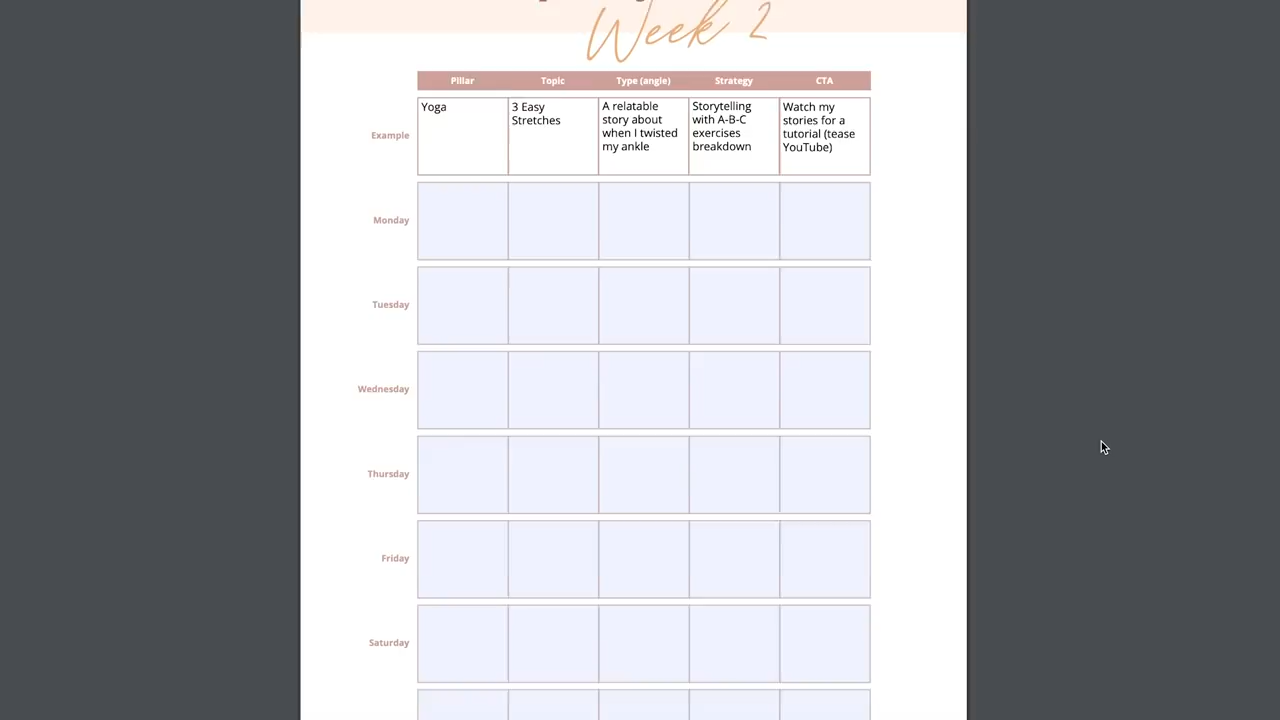 Week 2
Pillar Topic Type (angle) Strategy CTA
Example
Yoga
3 Easy
Stretches
A relatable
story about
when I twisted
my ankle
Storytelling
with A-B-C
exercises
breakdown
Watch my
stories for a
tutorial (tease
YouTube)
Monday
Tuesday
Wednesday
Thursday
Friday
Saturday